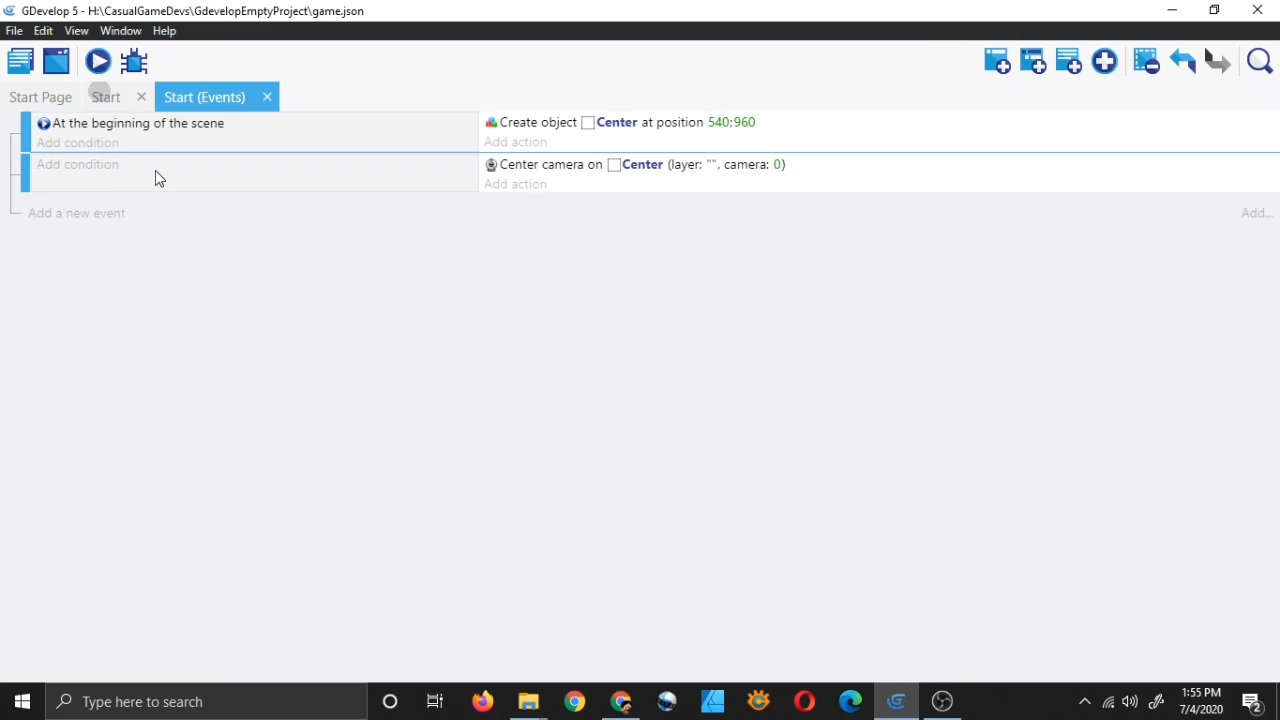 GDevelop 5 - H:\CasualGameDevs\GdevelopEmptyProject\game.json
File Edit View Window Help
Start Page Start Start (Events)
At the beginning of the scene
Add condition
Create object Center at position 540;960
Add action
Add condition
Center camera on Center (layer: "", camera: 0)
Add action
Add a new event
Add...
Type here to search
1:55 PM
7/4/2020
2